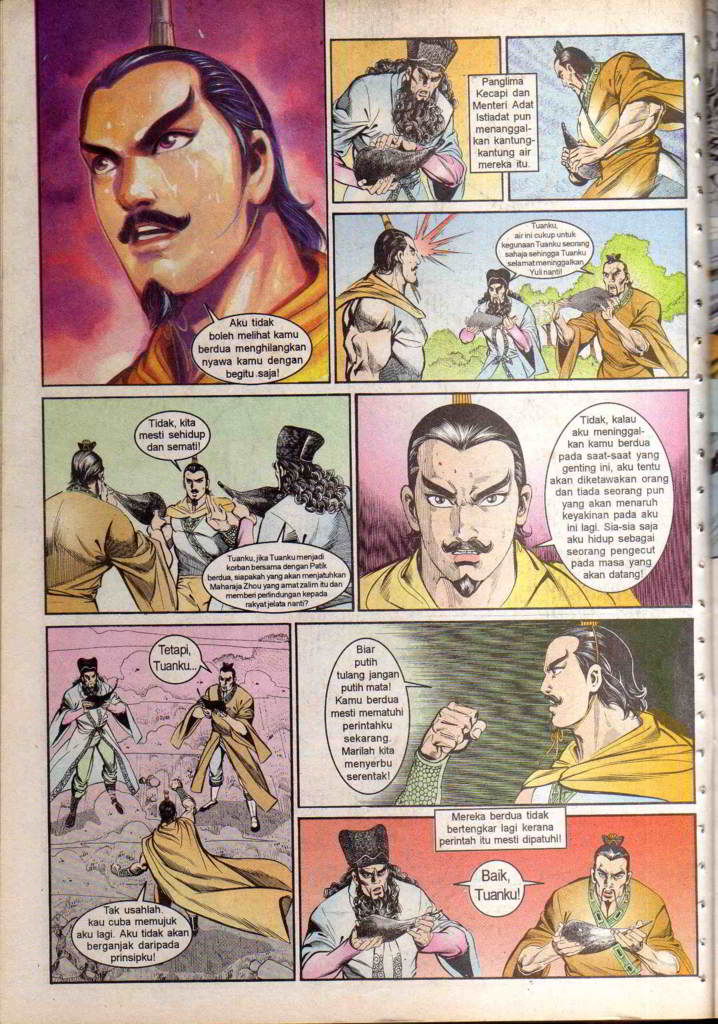 Aku tidak
boleh melihat kamu
berdua menghilangkan
nyawa kamu dengan
begitu saja!
Panglima
Kecapi dan
Menteri Adat
Istiadat pun
menanggal-
kan kantung-
kantung air
mereka itu.
Tuanku,
air ini cukup untuk
kegunaan Tuanku seorang
sahaja sehingga Tuanku
selamat meninggalkan
Yuli nanti!
Tidak, kita
mesti sehidup
dan semati!
Tuanku, jika Tuanku menjadi
korban bersama dengan Patik
berdua, siapakah yang akan menjatuhkan
Maharaja Zhou yang amat zalim itu dan
memberi perlindungan kepada
rakyat jelata nanti?
Tidak, kalau
aku meninggal-
kan kamu berdua
pada saat-saat yang
genting ini, aku tentu
akan diketawakan orang
dan tiada seorang pun
yang akan menaruh
keyakinan pada aku
ini lagi. Sia-sia saja
aku hidup sebagai
seorang pengecut
pada masa yang
akan datang!
Tetapi,
Tuanku...
Tak usahlah
kau cuba memujuk
aku lagi. Aku tidak akan
berganjak daripada
prinsipku!
Biar
putih
tulang jangan
putih mata!
Kamu berdua
mesti mematuhi
perintahku
sekarang.
Marilah kita
menyerbu
serentak!
Mereka berdua tidak
bertengkar lagi kerana
perintah itu mesti dipatuhi!
Baik,
Tuanku!